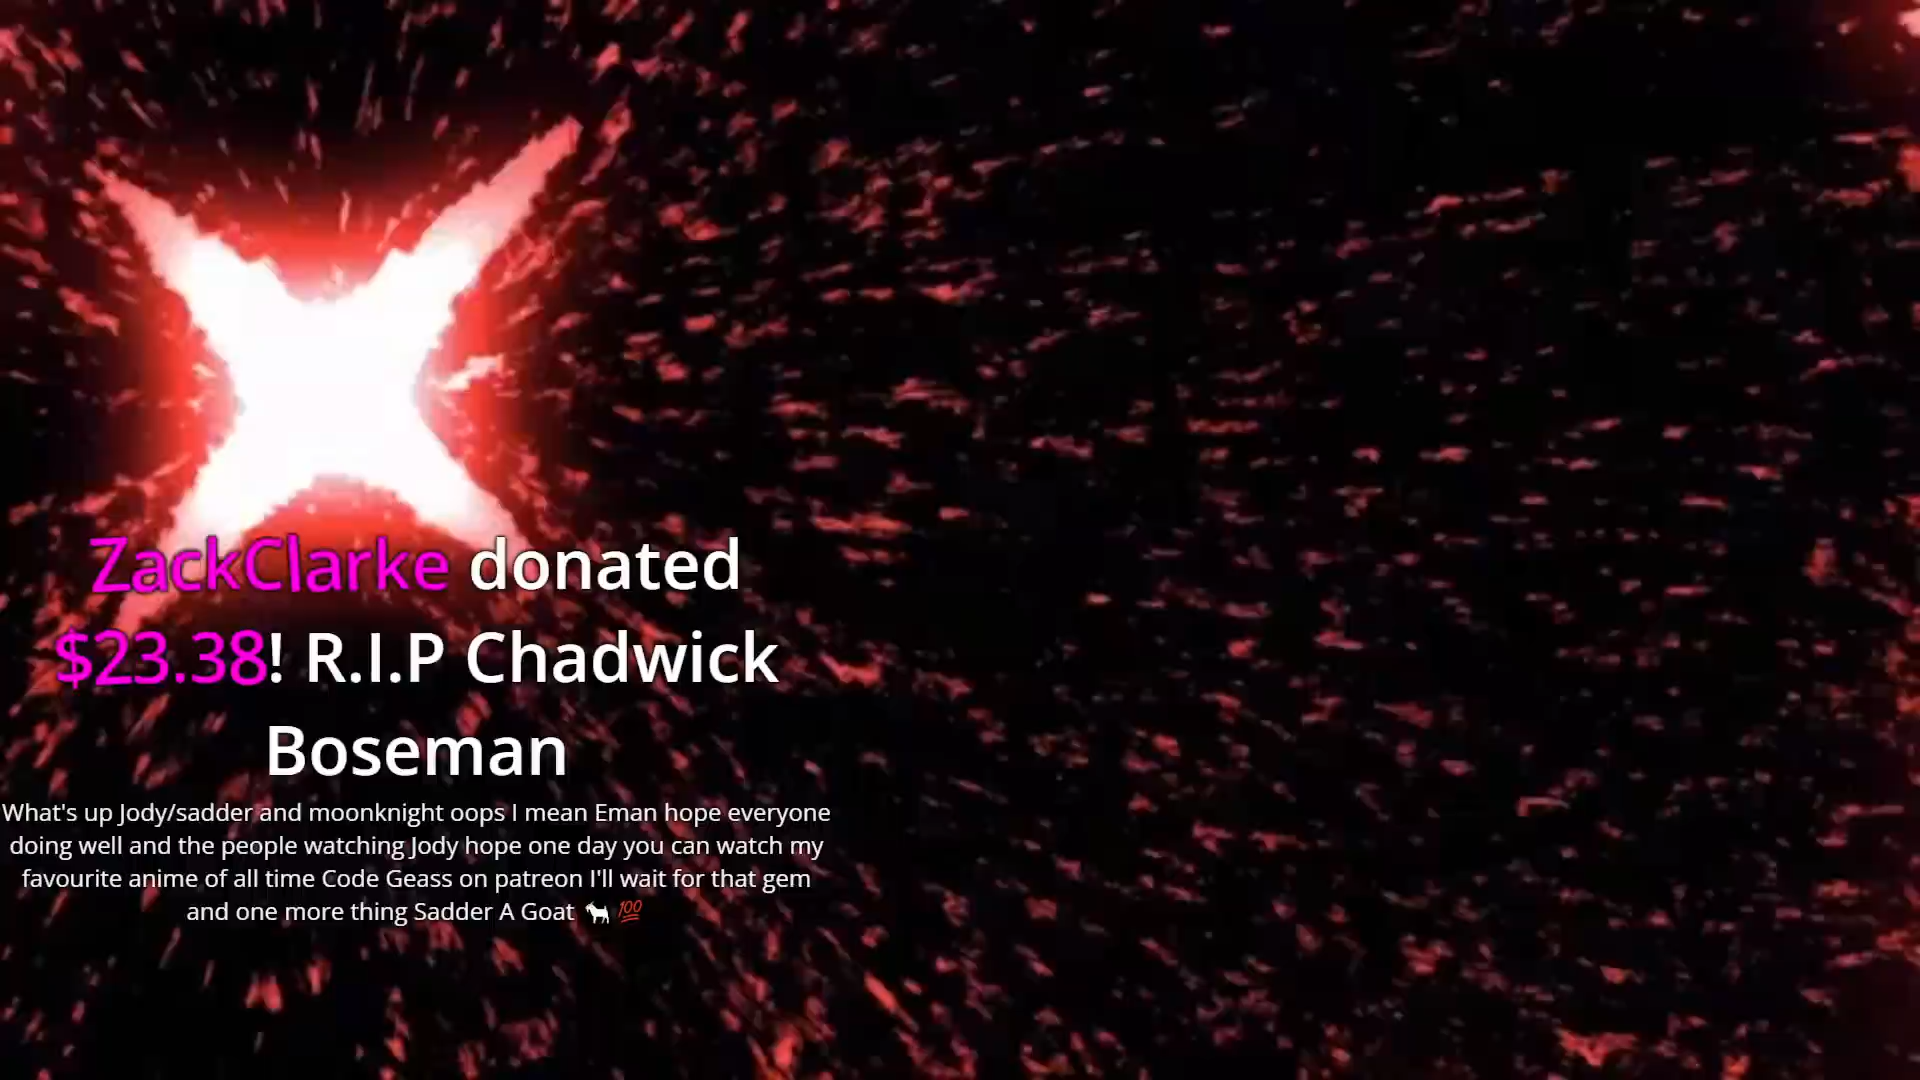 ZackClarke donated
$23.38! R.I.P Chadwick
Boseman
What's up Jody/sadder and moonknight oops I mean Eman hope everyone
doing well and the people watching Jody hope one day you can watch my
favourite anime of all time Code Geass on patreon I'll wait for that gem
and one more thing Sadder A Goat 🐐 💯